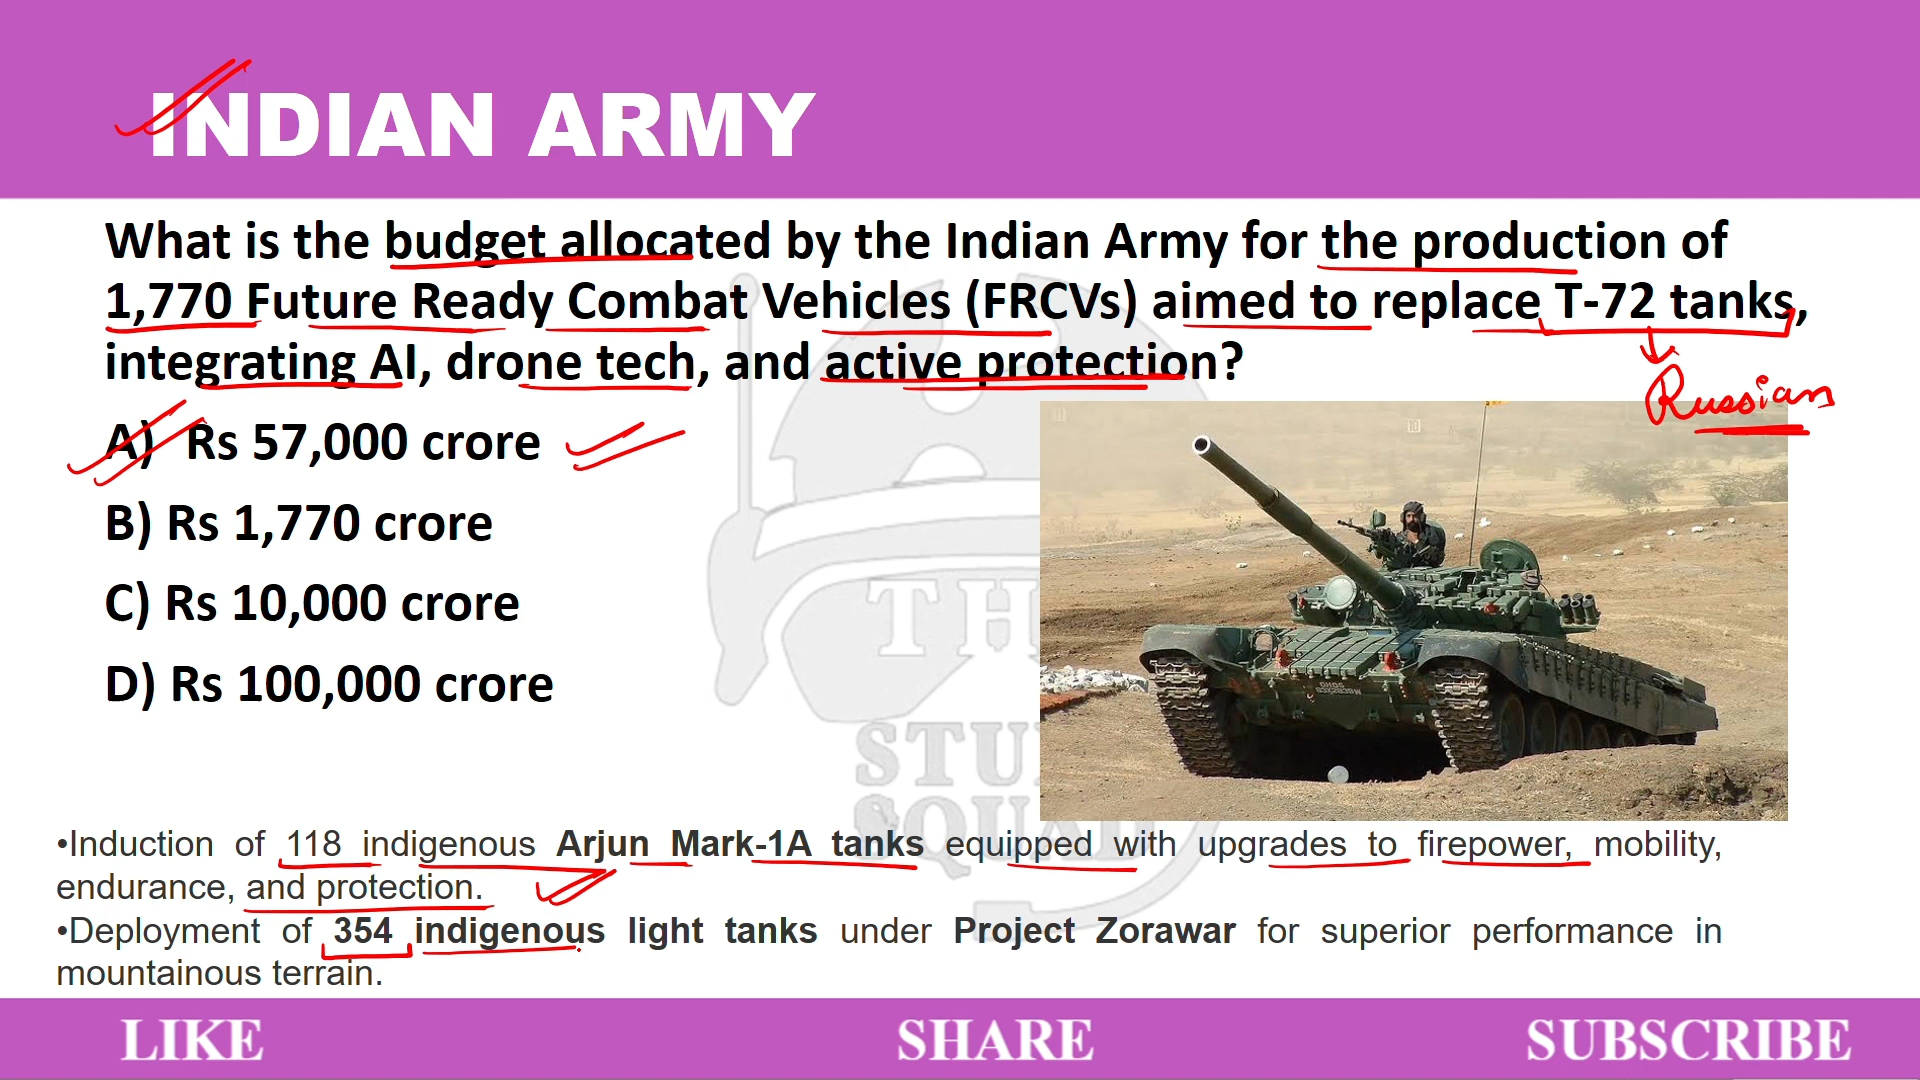 INDIAN ARMY
What is the budget allocated by the Indian Army for the production of
1,770 Future Ready Combat Vehicles (FRCVs) aimed to replace T-72 tanks,
integrating AI, drone tech, and active protection?
Russian
A) Rs 57,000 crore
B) Rs 1,770 crore
C) Rs 10,000 crore
D) Rs 100,000 crore
•Induction of 118 indigenous Arjun Mark-1A tanks equipped with upgrades to firepower, mobility,
endurance, and protection.
•Deployment of 354 indigenous light tanks under Project Zorawar for superior performance in
mountainous terrain.
LIKE SHARE SUBSCRIBE